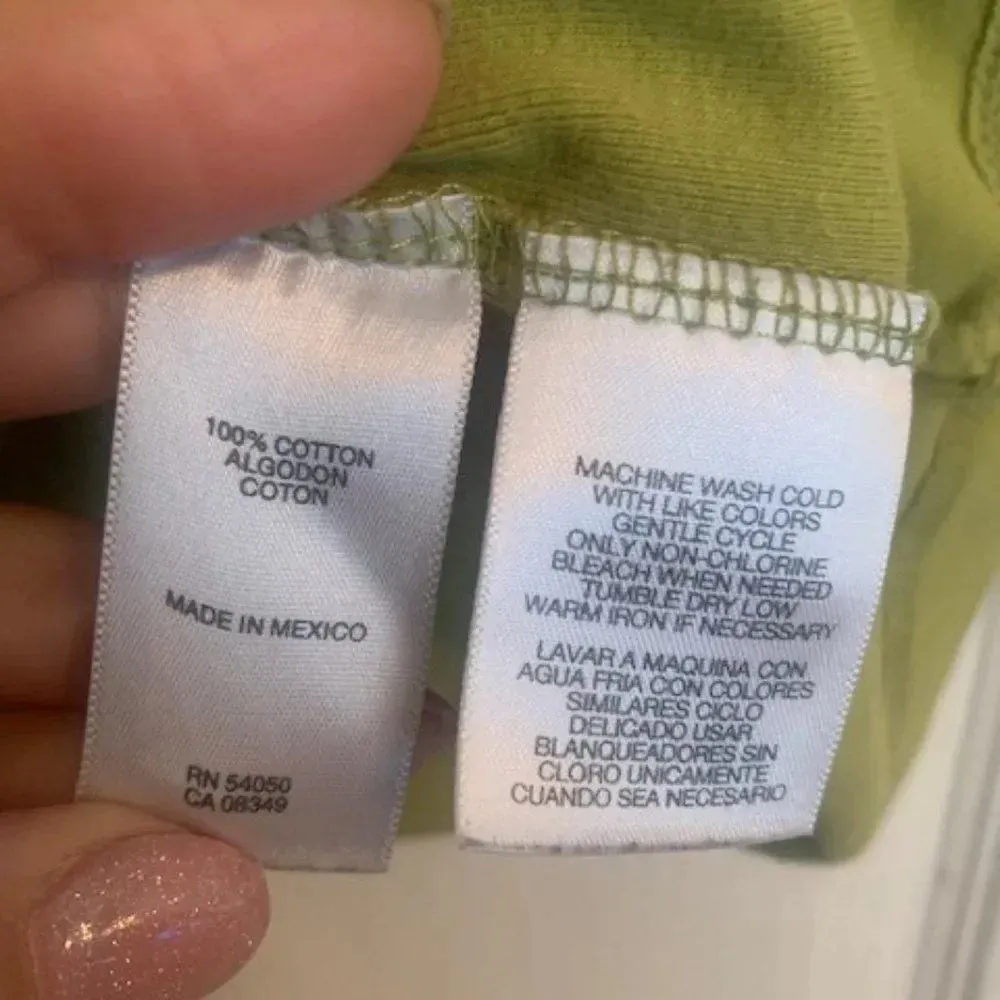 100% COTTON
ALGODON
COTON
MADE IN MEXICO
RN 54050
CA 08349
MACHINE WASH COLD
WITH LIKE COLORS
GENTLE CYCLE
ONLY NON-CHLORINE
BLEACH WHEN NEEDED
TUMBLE DRY LOW
WARM IRON IF NECESSARY
LAVAR A MAQUINA CON
AGUA FRIA CON COLORES
SIMILARES CICLO
DELICADO USAR
BLANQUEADORES SIN
CLORO UNICAMENTE
CUANDO SEA NECESARIO